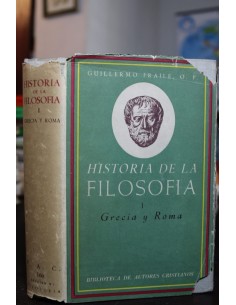 HISTORIA
DE LA
FILOSOFIA
I
GRECIA Y ROMA
GUILLERMO FRAILE, O. P.
HISTORIA DE LA
FILOSOFIA
I
Grecia y Roma
BIBLIOTECA DE AUTORES CRISTIANOS